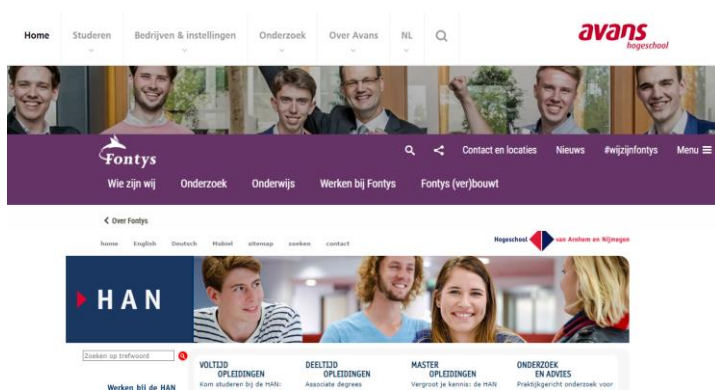 Home Studeren Bedrijven & instellingen Onderzoek Over Avans NL
avans
hogeschool
Fontys
Contact en locaties Nieuws #wijzijnfontys Menu
Wie zijn wij Onderzoek Onderwijs Werken bij Fontys Fontys (ver)bouwt
Over Fontys
home English Deutsch Mobiel sitemap zoeken contact
Hogeschool van Arnhem en Nijmegen
HAN
Zoeken op trefwoord
VOLTIJD
OPLEIDINGEN
Kom studeren bij de HAN:
DEELTIJD
OPLEIDINGEN
Associate degrees
MASTER
OPLEIDINGEN
Vergroot je kennis: de HAN
ONDERZOEK
EN ADVIES
Praktijkgericht onderzoek voor
Werken bij de HAN